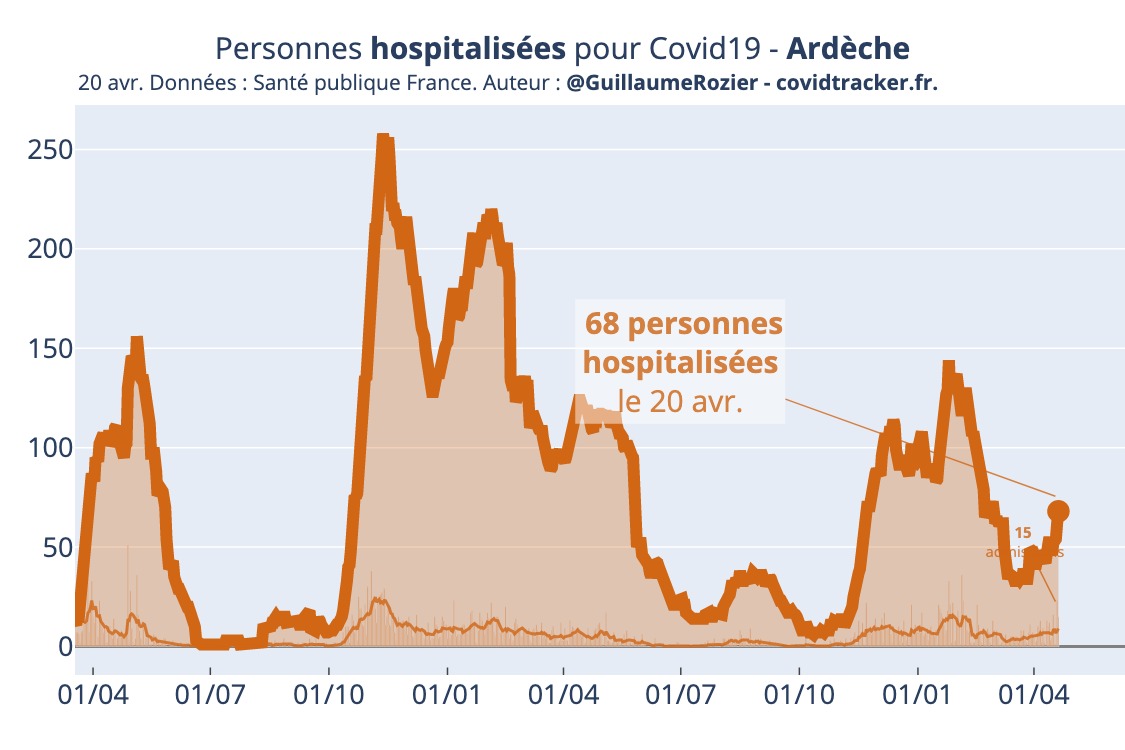 Personnes hospitalisées pour Covid19 - Ardèche
20 avr. Données : Santé publique France. Auteur : @GuillaumeRozier - covidtracker.fr.
250
200
150
100
50
0
68 personnes
hospitalisées
le 20 avr.
15
01/04 01/07 01/10 01/01 01/04 01/07 01/10 01/01 01/04